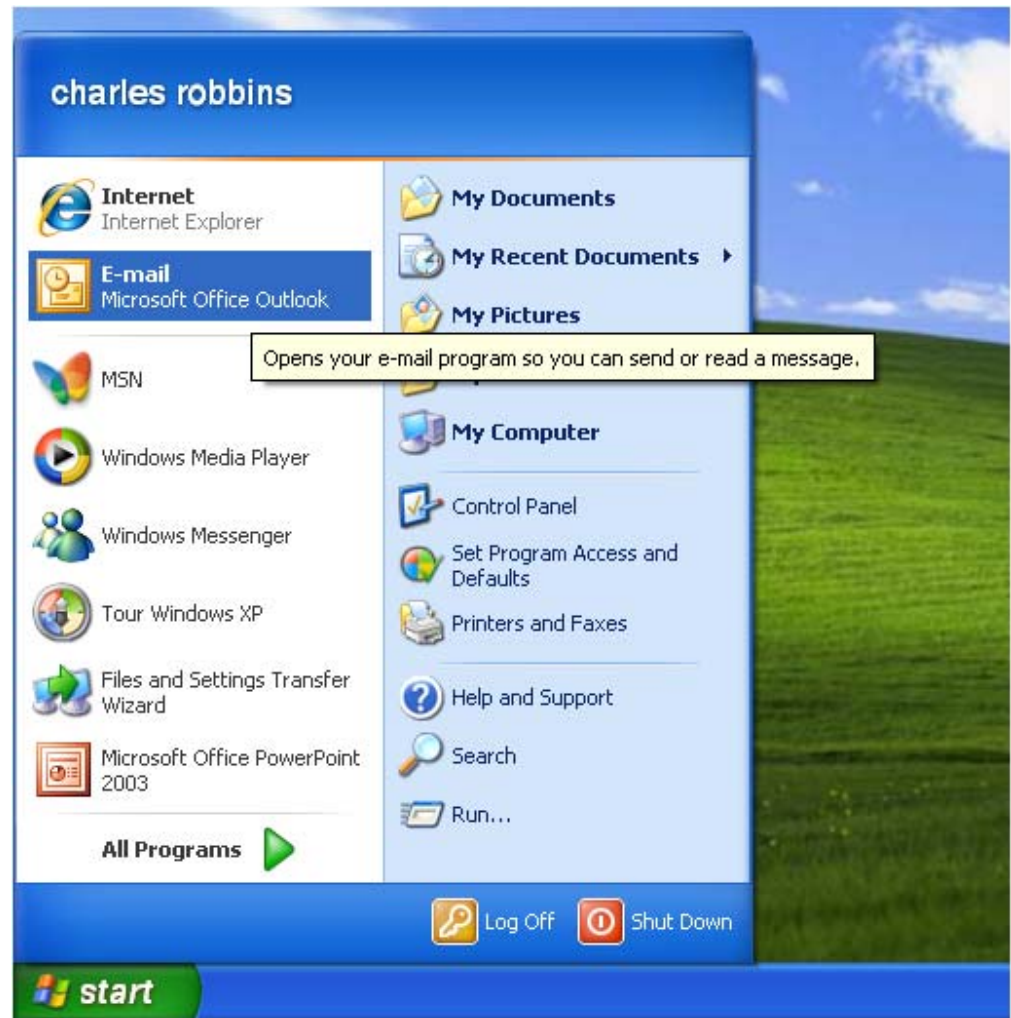 charles robbins
Internet
Internet Explorer
E-mail
Microsoft Office Outlook
MSN
Windows Media Player
Windows Messenger
Tour Windows XP
Files and Settings Transfer
Wizard
Microsoft Office PowerPoint
2003
All Programs
My Documents
My Recent Documents
My Pictures
Opens your e-mail program so you can send or read a message.
My Computer
Control Panel
Set Program Access and
Defaults
Printers and Faxes
Help and Support
Search
Run...
Log Off
Shut Down
start